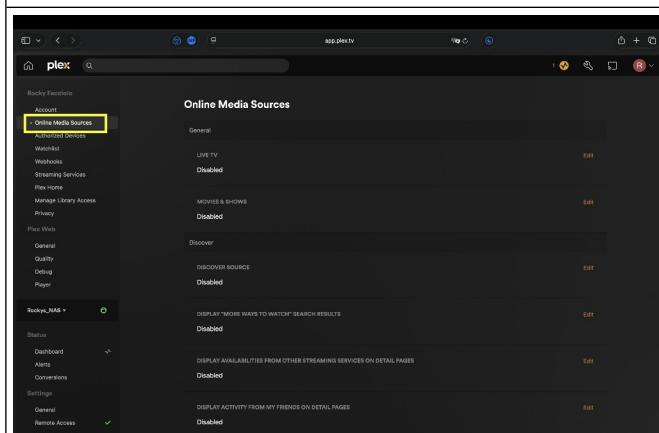 app.plex.tv
plex
1
R
Rocky Facciolo
Account
Online Media Sources
Authorized Devices
Watchlist
Webhooks
Streaming Services
Plex Home
Manage Library Access
Privacy
Plex Web
General
Quality
Debug
Player
Rockys_NAS
Status
Dashboard
Alerts
Conversions
Settings
General
Remote Access
Online Media Sources
General
LIVE TV
Edit
Disabled
MOVIES & SHOWS
Edit
Disabled
Discover
DISCOVER SOURCE
Edit
Disabled
DISPLAY "MORE WAYS TO WATCH" SEARCH RESULTS
Edit
Disabled
DISPLAY AVAILABILITIES FROM OTHER STREAMING SERVICES ON DETAIL PAGES
Edit
Disabled
DISPLAY ACTIVITY FROM MY FRIENDS ON DETAIL PAGES
Edit
Disabled